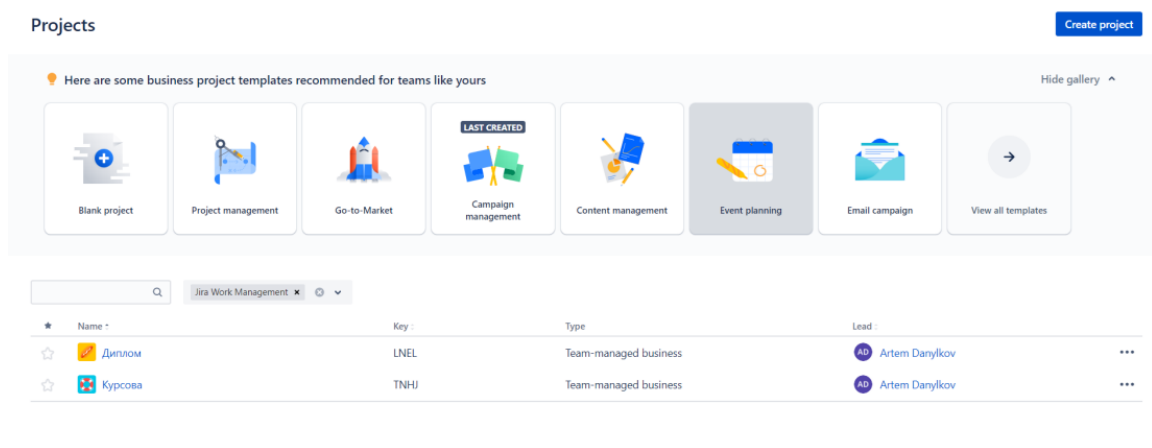 Projects
Create project
Here are some business project templates recommended for teams like yours
Hide gallery
LAST CREATED
Blank project
Project management
Go-to-Market
Campaign
management
Content management
Event planning
Email campaign
View all templates
Jira Work Management
Name Key Type Lead
Диплом LNEL Team-managed business AD Artem Danylkov
Курсова TNHJ Team-managed business AD Artem Danylkov